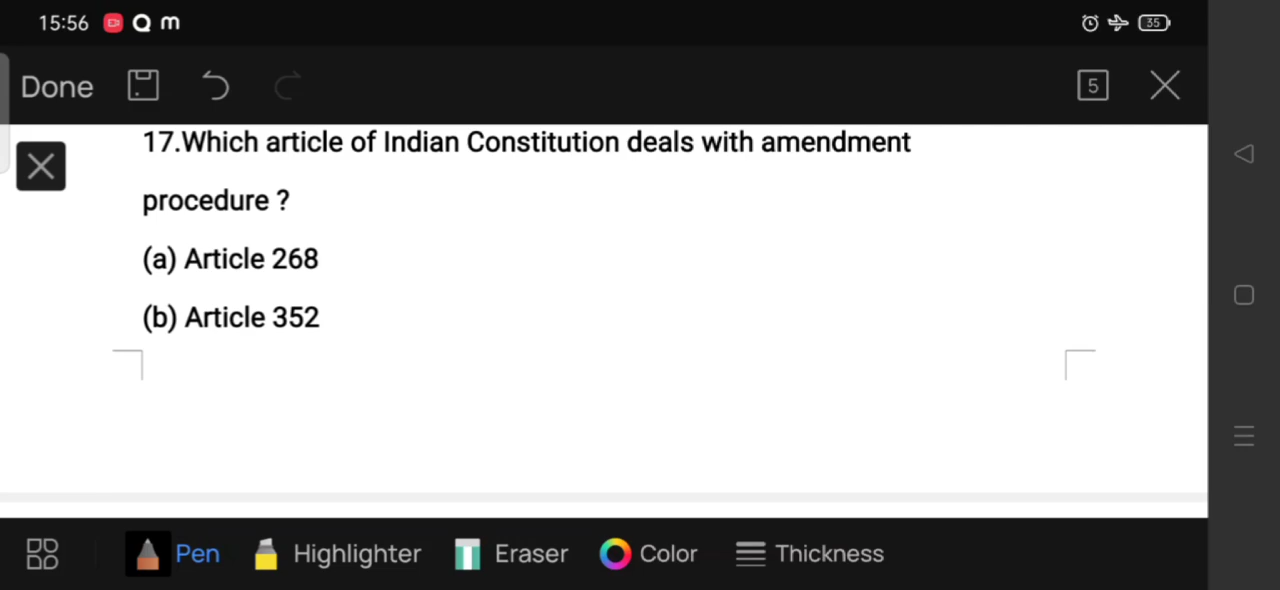 15:56 Q m 35
Done 5
17.Which article of Indian Constitution deals with amendment
procedure ?
(a) Article 268
(b) Article 352
Pen Highlighter Eraser Color Thickness